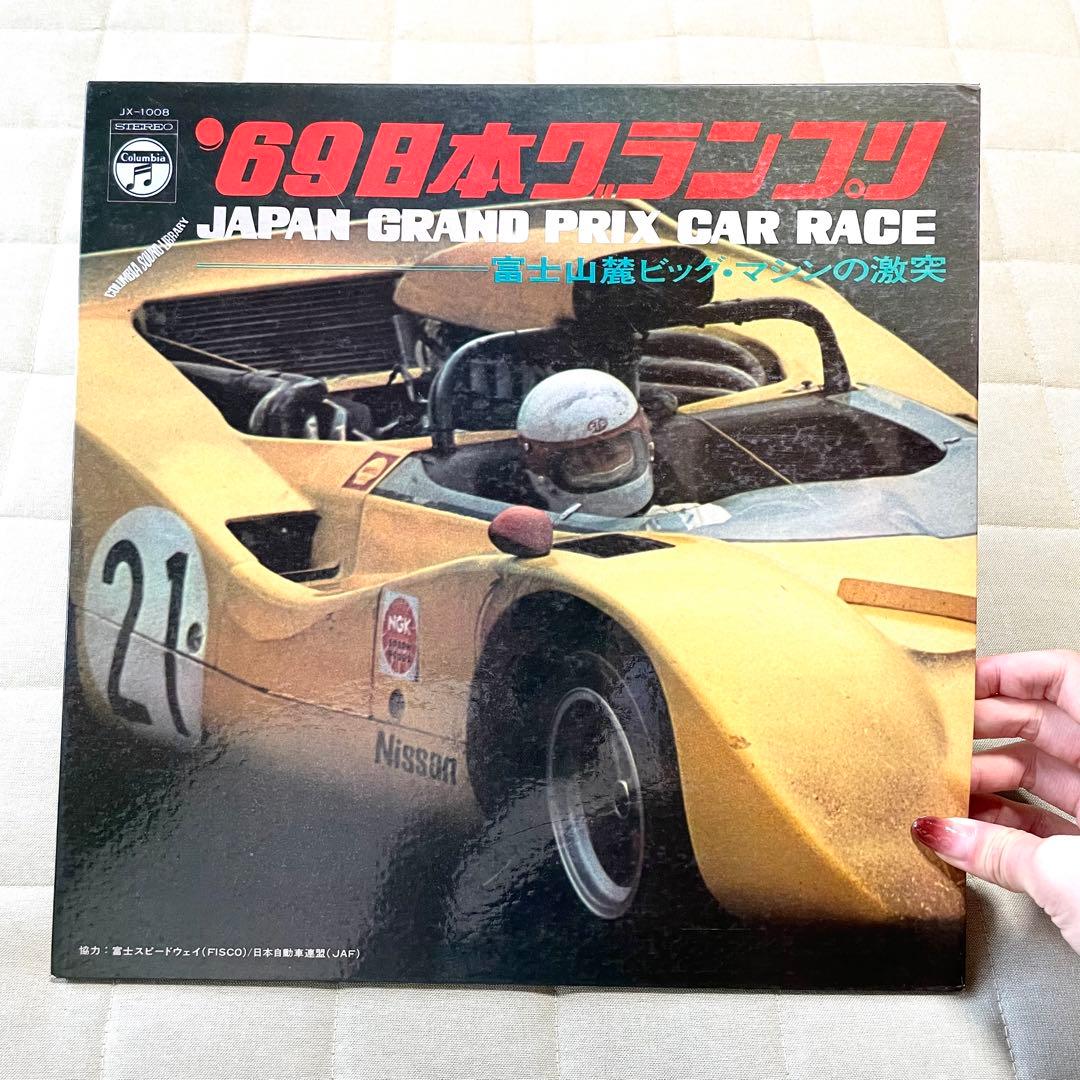 JX-1008
STEREO
Columbia
COLUMBIA SOUND LIBRARY
'69日本グランプリ
JAPAN GRAND PRIX CAR RACE
富士山麓ビッグ・マシンの激突
21
NGK
Nissan
協力：富士スピードウェイ(FISCO)/日本自動車連盟(JAF)